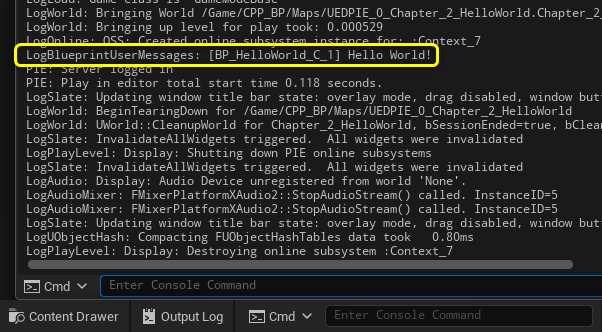 LogLoad: Game class is 'GameModeBase'
LogWorld: Bringing World /Game/CPP_BP/Maps/UEDPIE_0_Chapter_2_HelloWorld.Chapter_2_
LogWorld: Bringing up level for play took: 0.000529
LogOnline: OSS: Created online subsystem instance for: :Context_7
LogBlueprintUserMessages: [BP_HelloWorld_C_1] Hello World!
PIE: Server logged in
PIE: Play in editor total start time 0.118 seconds.
LogSlate: Updating window title bar state: overlay mode, drag disabled, window butt
LogWorld: BeginTearingDown for /Game/CPP_BP/Maps/UEDPIE_0_Chapter_2_HelloWorld
LogWorld: UWorld::CleanupWorld for Chapter_2_HelloWorld, bSessionEnded=true, bClea
LogSlate: InvalidateAllWidgets triggered.  All widgets were invalidated
LogPlayLevel: Display: Shutting down PIE online subsystems
LogSlate: InvalidateAllWidgets triggered.  All widgets were invalidated
LogAudio: Display: Audio Device unregistered from world 'None'.
LogAudioMixer: FMixerPlatformXAudio2::StopAudioStream() called. InstanceID=5
LogAudioMixer: FMixerPlatformXAudio2::StopAudioStream() called. InstanceID=5
LogSlate: Updating window title bar state: overlay mode, drag disabled, window butt
LogUObjectHash: Compacting FUObjectHashTables data took   0.80ms
LogPlayLevel: Display: Destroying online subsystem :Context_7
Cmd Enter Console Command
Content Drawer Output Log Cmd Enter Console Command